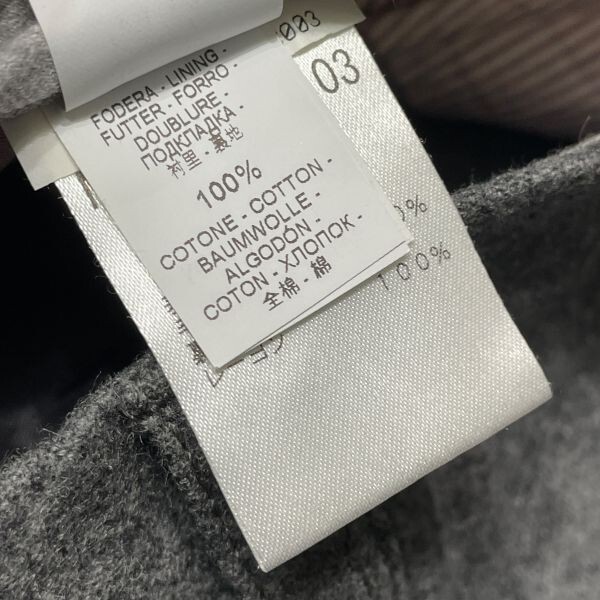 003
03
FODERA - LINING -
FUTTER - FORRO -
DOUBLURE -
ПОДКЛАДКА -
衬里 - 裏地
100%
COTONE - COTTON -
BAUMWOLLE -
ALGODÓN -
COTON - ХЛОПОК -
全棉 - 綿
0%
100%